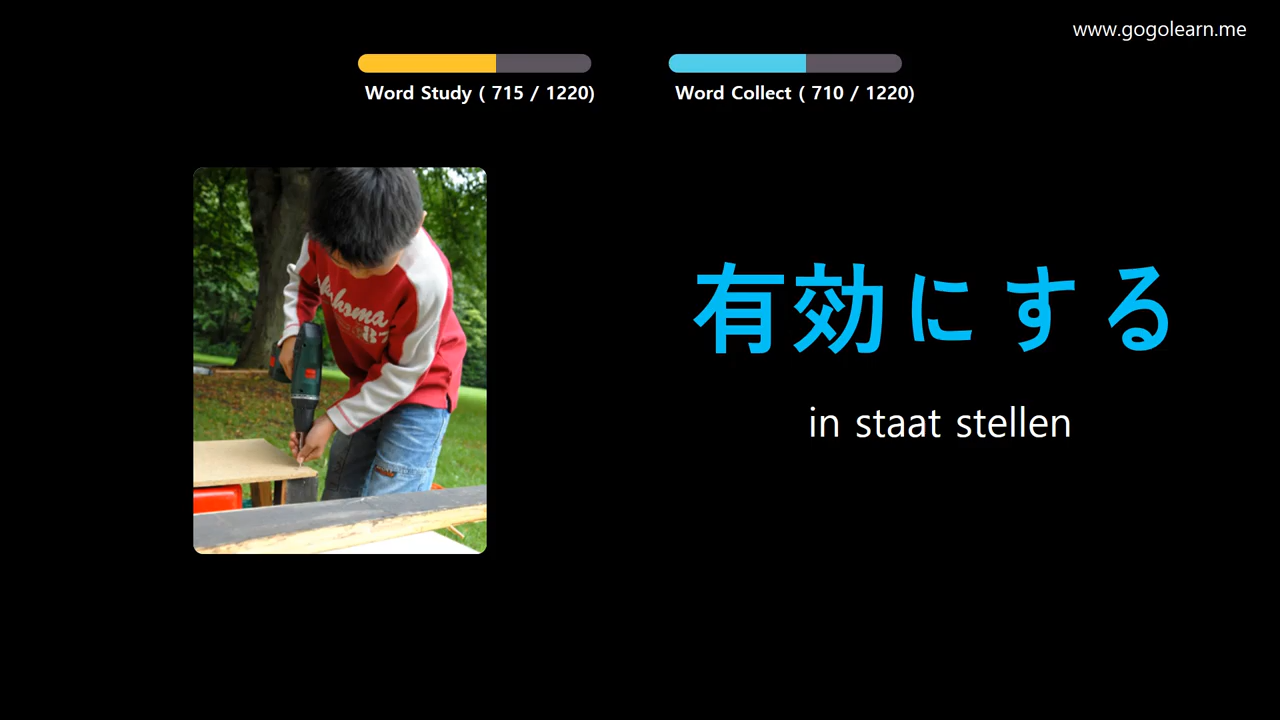 www.gogolearn.me
Word Study ( 715 / 1220)
Word Collect ( 710 / 1220)
有効にする
in staat stellen